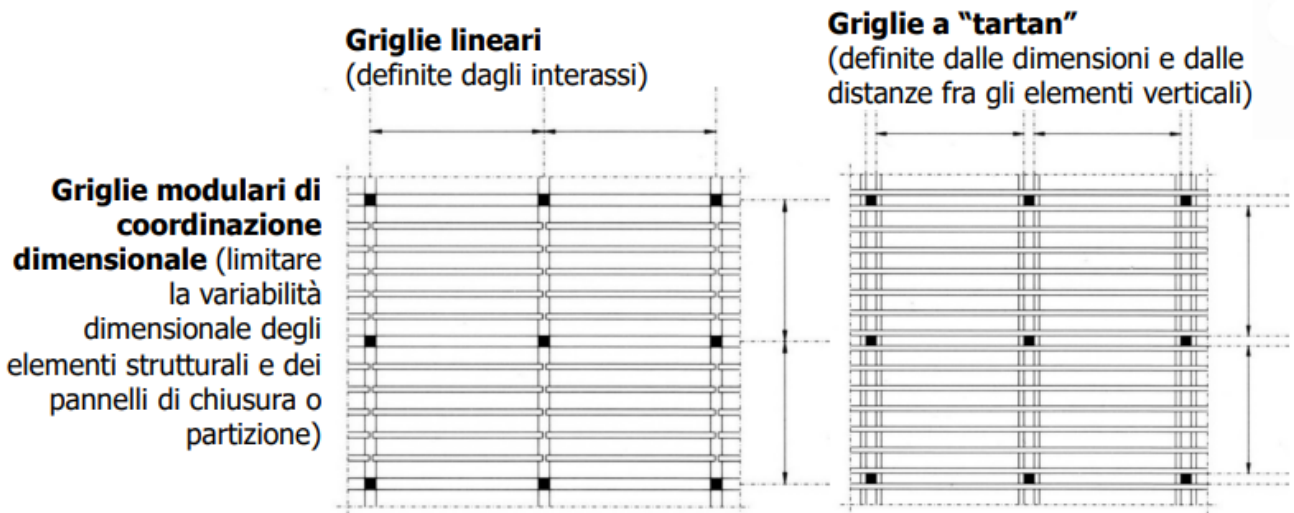 Griglie lineari
(definite dagli interassi)
Griglie a “tartan”
(definite dalle dimensioni e dalle
distanze fra gli elementi verticali)
Griglie modulari di
coordinazione
dimensionale (limitare
la variabilità
dimensionale degli
elementi strutturali e dei
pannelli di chiusura o
partizione)